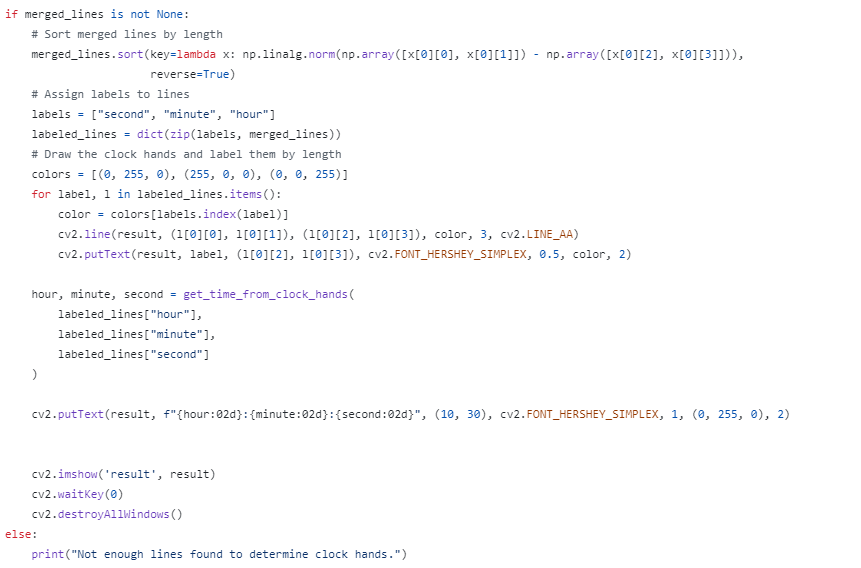 if merged_lines is not None:
    # Sort merged lines by length
    merged_lines.sort(key=lambda x: np.linalg.norm(np.array([x[0][0], x[0][1]]) - np.array([x[0][2], x[0][3]])),
                      reverse=True)
    # Assign labels to lines
    labels = ["second", "minute", "hour"]
    labeled_lines = dict(zip(labels, merged_lines))
    # Draw the clock hands and label them by length
    colors = [(0, 255, 0), (255, 0, 0), (0, 0, 255)]
    for label, l in labeled_lines.items():
        color = colors[labels.index(label)]
        cv2.line(result, (l[0][0], l[0][1]), (l[0][2], l[0][3]), color, 3, cv2.LINE_AA)
        cv2.putText(result, label, (l[0][2], l[0][3]), cv2.FONT_HERSHEY_SIMPLEX, 0.5, color, 2)

    hour, minute, second = get_time_from_clock_hands(
        labeled_lines["hour"],
        labeled_lines["minute"],
        labeled_lines["second"]
    )

    cv2.putText(result, f"{hour:02d}:{minute:02d}:{second:02d}", (10, 30), cv2.FONT_HERSHEY_SIMPLEX, 1, (0, 255, 0), 2)


    cv2.imshow('result', result)
    cv2.waitKey(0)
    cv2.destroyAllWindows()
else:
    print("Not enough lines found to determine clock hands.")